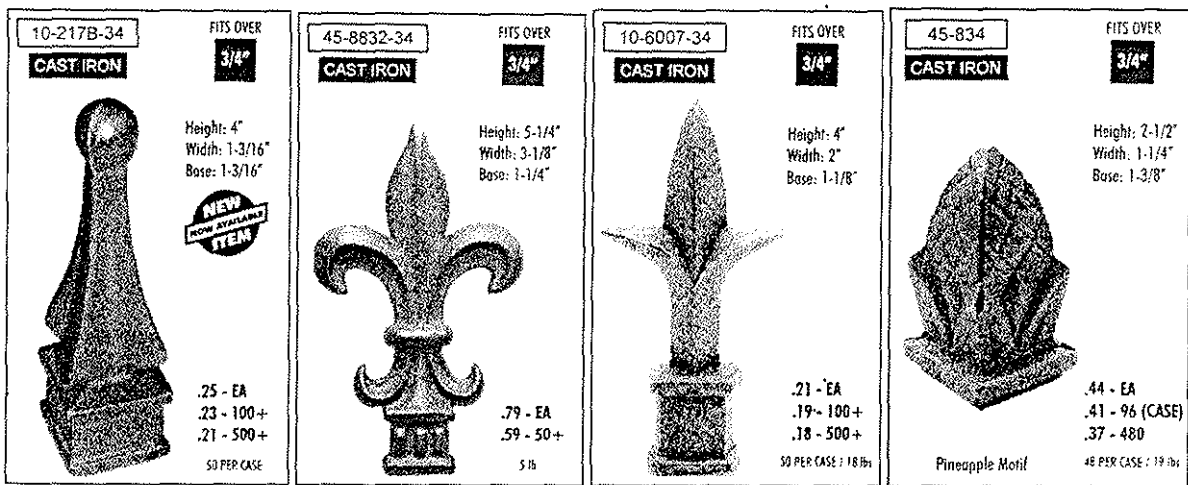 10-217B-34
FITS OVER
CAST IRON
3/4"
Height: 4"
Width: 1-3/16"
Base: 1-3/16"
NEW
NOW AVAILABLE
ITEM
.25 - EA
.23 - 100+
.21 - 500+
50 PER CASE
45-8832-34
FITS OVER
CAST IRON
3/4"
Height: 5-1/4"
Width: 3-1/8"
Base: 1-1/4"
.79 - EA
.59 - 50+
5 lb
10-6007-34
FITS OVER
CAST IRON
3/4"
Height: 4"
Width: 2"
Base: 1-1/8"
.21 - EA
.19 - 100+
.18 - 500+
50 PER CASE / 18 lbs
45-834
FITS OVER
CAST IRON
3/4"
Height: 2-1/2"
Width: 1-1/4"
Base: 1-3/8"
.44 - EA
.41 - 96 (CASE)
.37 - 480
Pineapple Motif
48 PER CASE / 19 lbs